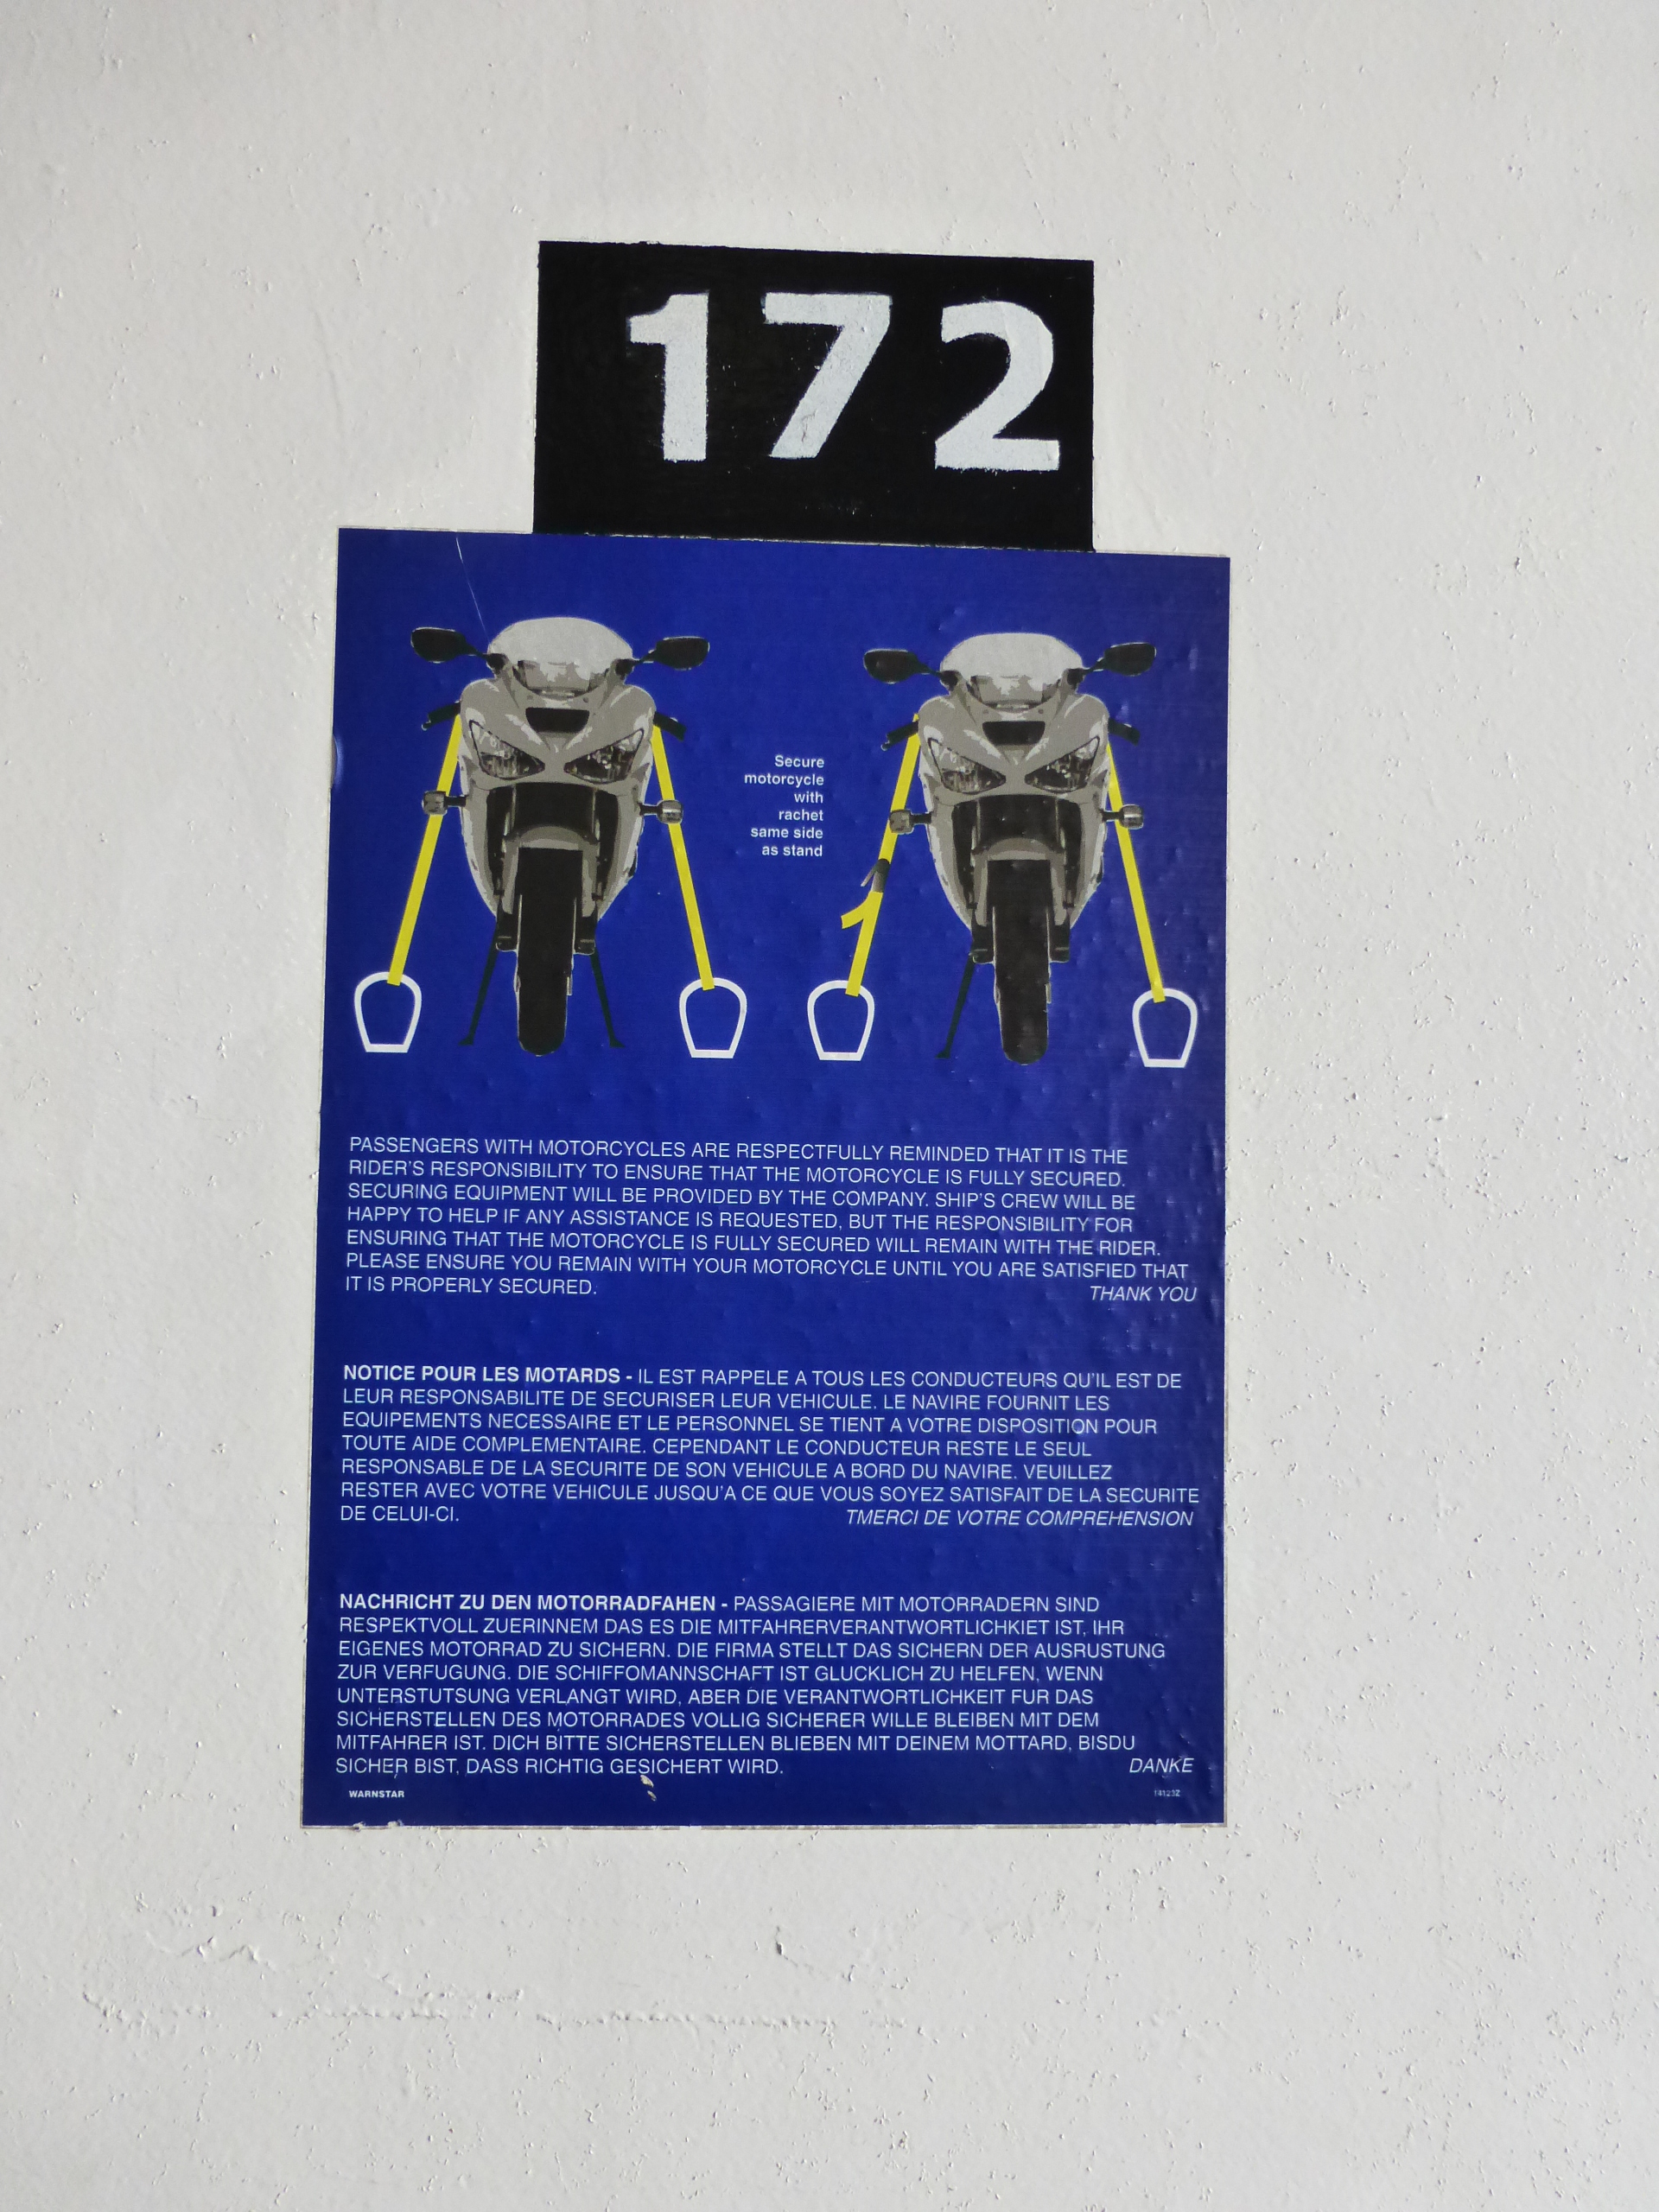 172
Secure
motorcycle
with
rachet
same side
as stand
PASSENGERS WITH MOTORCYCLES ARE RESPECTFULLY REMINDED THAT IT IS THE
RIDER'S RESPONSIBILITY TO ENSURE THAT THE MOTORCYCLE IS FULLY SECURED.
SECURING EQUIPMENT WILL BE PROVIDED BY THE COMPANY. SHIP'S CREW WILL BE
HAPPY TO HELP IF ANY ASSISTANCE IS REQUESTED, BUT THE RESPONSIBILITY FOR
ENSURING THAT THE MOTORCYCLE IS FULLY SECURED WILL REMAIN WITH THE RIDER.
PLEASE ENSURE YOU REMAIN WITH YOUR MOTORCYCLE UNTIL YOU ARE SATISFIED THAT
IT IS PROPERLY SECURED. THANK YOU
NOTICE POUR LES MOTARDS - IL EST RAPPELE A TOUS LES CONDUCTEURS QU'IL EST DE
LEUR RESPONSABILITE DE SECURISER LEUR VEHICULE. LE NAVIRE FOURNIT LES
EQUIPEMENTS NECESSAIRE ET LE PERSONNEL SE TIENT A VOTRE DISPOSITION POUR
TOUTE AIDE COMPLEMENTAIRE. CEPENDANT LE CONDUCTEUR RESTE LE SEUL
RESPONSABLE DE LA SECURITE DE SON VEHICULE A BORD DU NAVIRE. VEUILLEZ
RESTER AVEC VOTRE VEHICULE JUSQU'A CE QUE VOUS SOYEZ SATISFAIT DE LA SECURITE
DE CELUI-CI. TMERCI DE VOTRE COMPREHENSION
NACHRICHT ZU DEN MOTORRADFAHEN - PASSAGIERE MIT MOTORRADERN SIND
RESPEKTVOLL ZUERINNEM DAS ES DIE MITFAHRERVERANTWORTLICHKIET IST, IHR
EIGENES MOTORRAD ZU SICHERN. DIE FIRMA STELLT DAS SICHERN DER AUSRUSTUNG
ZUR VERFUGUNG. DIE SCHIFFOMANNSCHAFT IST GLUCKLICH ZU HELFEN, WENN
UNTERSTUTSUNG VERLANGT WIRD, ABER DIE VERANTWORTLICHKEIT FUR DAS
SICHERSTELLEN DES MOTORRADES VOLLIG SICHERER WILLE BLEIBEN MIT DEM
MITFAHRER IST. DICH BITTE SICHERSTELLEN BLIEBEN MIT DEINEM MOTTARD, BISDU
SICHER BIST, DASS RICHTIG GESICHERT WIRD. DANKE
WARNSTAR